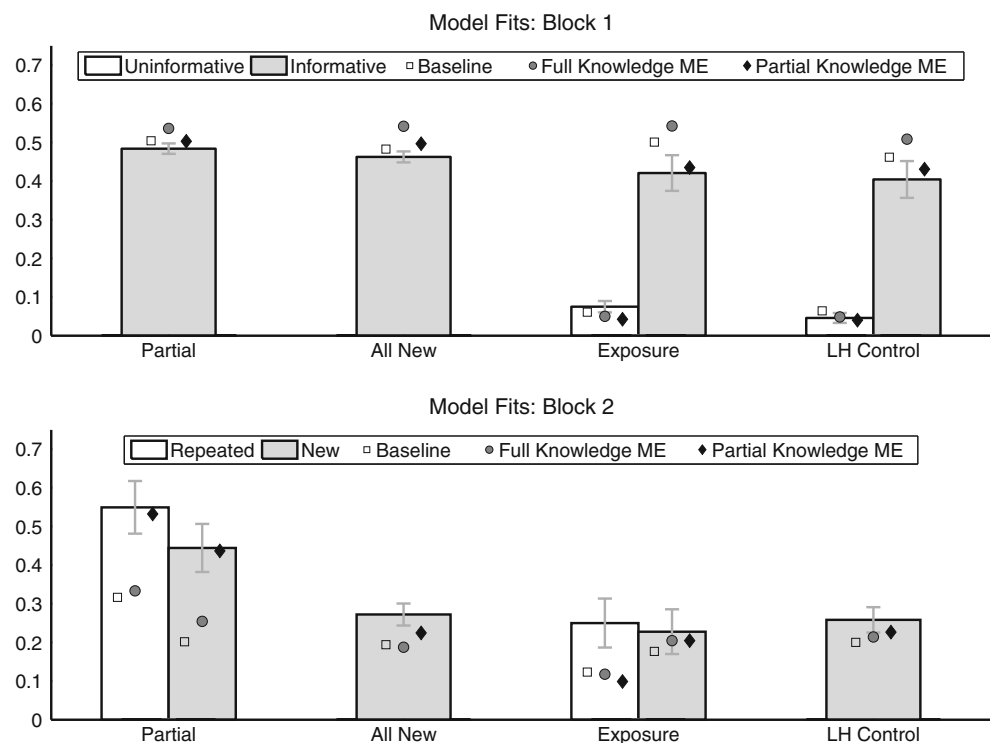 Model Fits: Block 1
Uninformative Informative Baseline Full Knowledge ME Partial Knowledge ME
0.7
0.6
0.5
0.4
0.3
0.2
0.1
0
Partial All New Exposure LH Control
Model Fits: Block 2
Repeated New Baseline Full Knowledge ME Partial Knowledge ME
0.7
0.6
0.5
0.4
0.3
0.2
0.1
0
Partial All New Exposure LH Control